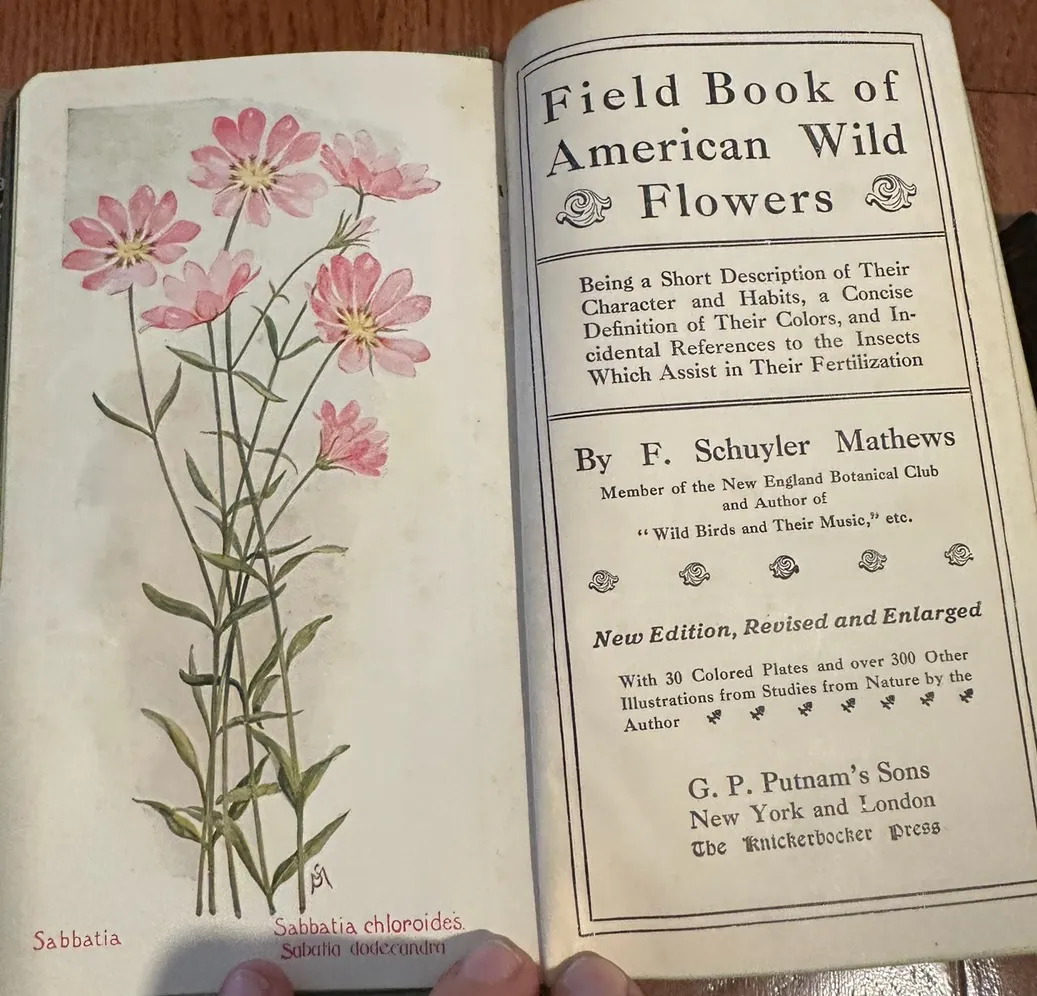 Sabbatia
Sabbatia chloroides.
Sabatia dodecandra
Field Book of
American Wild
Flowers
Being a Short Description of Their
Character and Habits, a Concise
Definition of Their Colors, and In-
cidental References to the Insects
Which Assist in Their Fertilization
By F. Schuyler Mathews
Member of the New England Botanical Club
and Author of
“ Wild Birds and Their Music,” etc.
New Edition, Revised and Enlarged
With 30 Colored Plates and over 300 Other
Illustrations from Studies from Nature by the
Author
G. P. Putnam's Sons
New York and London
The Knickerbocker Press